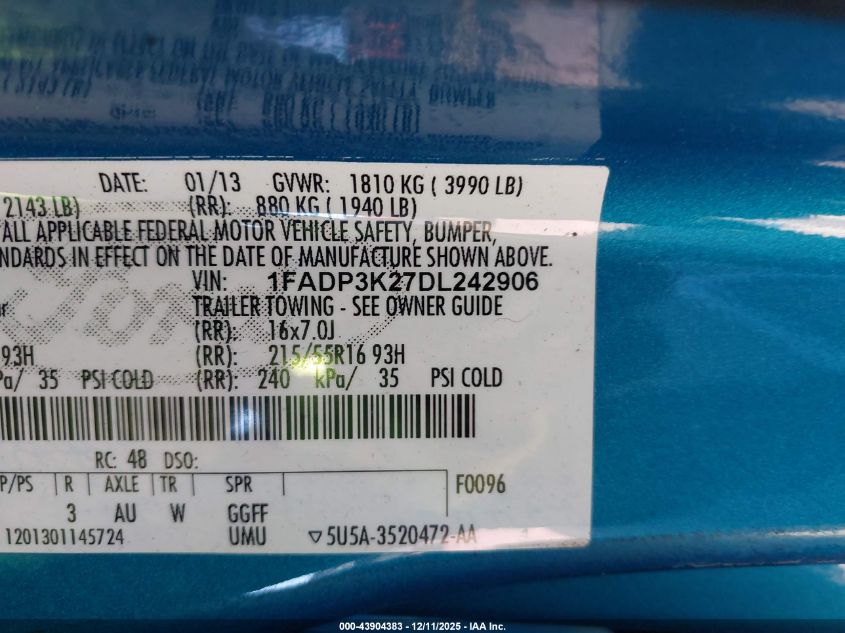 DATE: 01/13 GVWR: 1810 KG ( 3990 LB)
2143 LB) (RR): 880 KG ( 1940 LB)
ALL APPLICABLE FEDERAL MOTOR VEHICLE SAFETY, BUMPER,
NDARDS IN EFFECT ON THE DATE OF MANUFACTURE SHOWN ABOVE.
VIN: 1FADP3K27DL242906
TRAILER TOWING - SEE OWNER GUIDE
(RR): 16x7.0J
93H (RR): 215/55R16 93H
Pa/ 35 PSI COLD (RR): 240 kPa/ 35 PSI COLD
RC: 48 DSO:
P/PS R AXLE TR SPR F0096
3 AU W GGFF
1201301145724 UMU ▽5U5A-3520472-AA
000-43904383 - 12/11/2025 - IAA Inc.